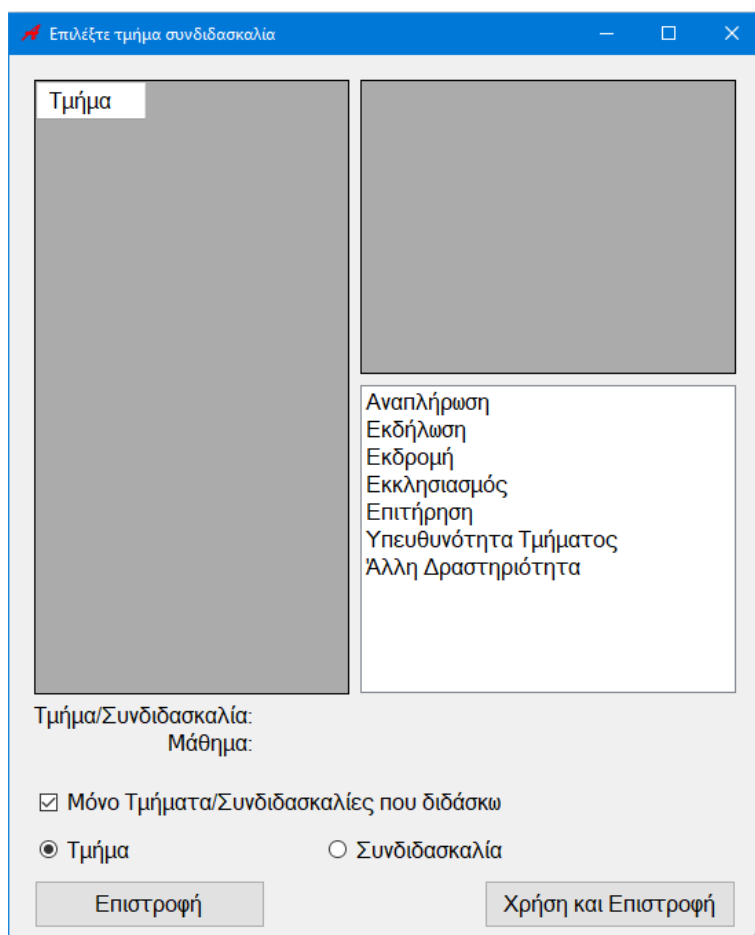 Επιλέξτε τμήμα συνδιδασκαλία
Τμήμα
Αναπλήρωση
Εκδήλωση
Εκδρομή
Εκκλησιασμός
Επιτήρηση
Υπευθυνότητα Τμήματος
Άλλη Δραστηριότητα
Τμήμα/Συνδιδασκαλία:
Μάθημα:
Μόνο Τμήματα/Συνδιδασκαλίες που διδάσκω
Τμήμα Συνδιδασκαλία
Επιστροφή Χρήση και Επιστροφή